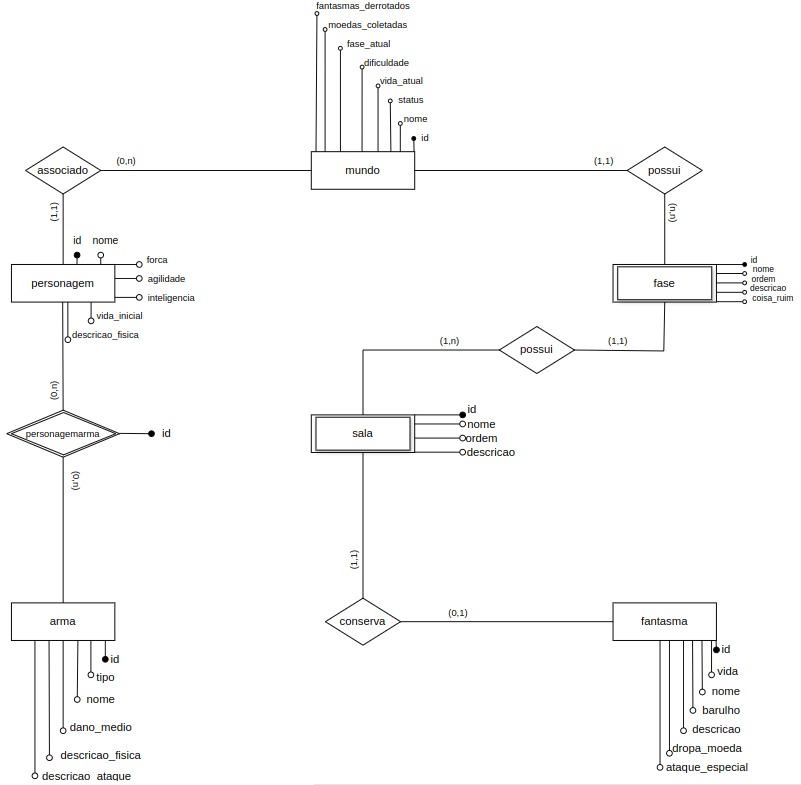 fantasmas_derrotados
moedas_coletadas
fase_atual
dificuldade
vida_atual
status
nome
id
associado
(0,n)
mundo
(1,1)
possui
(1,1)
(n,n)
id
nome
forca
agilidade
inteligencia
personagem
vida_inicial
descricao_fisica
id
nome
ordem
descricao
coisa_ruim
fase
(1,n)
possui
(1,1)
(0,n)
personagemarma
id
sala
id
nome
ordem
descricao
(0,n)
(1,1)
arma
conserva
(0,1)
fantasma
id
tipo
nome
dano_medio
descricao_fisica
descricao_ataque
id
vida
nome
barulho
descricao
dropa_moeda
ataque_especial